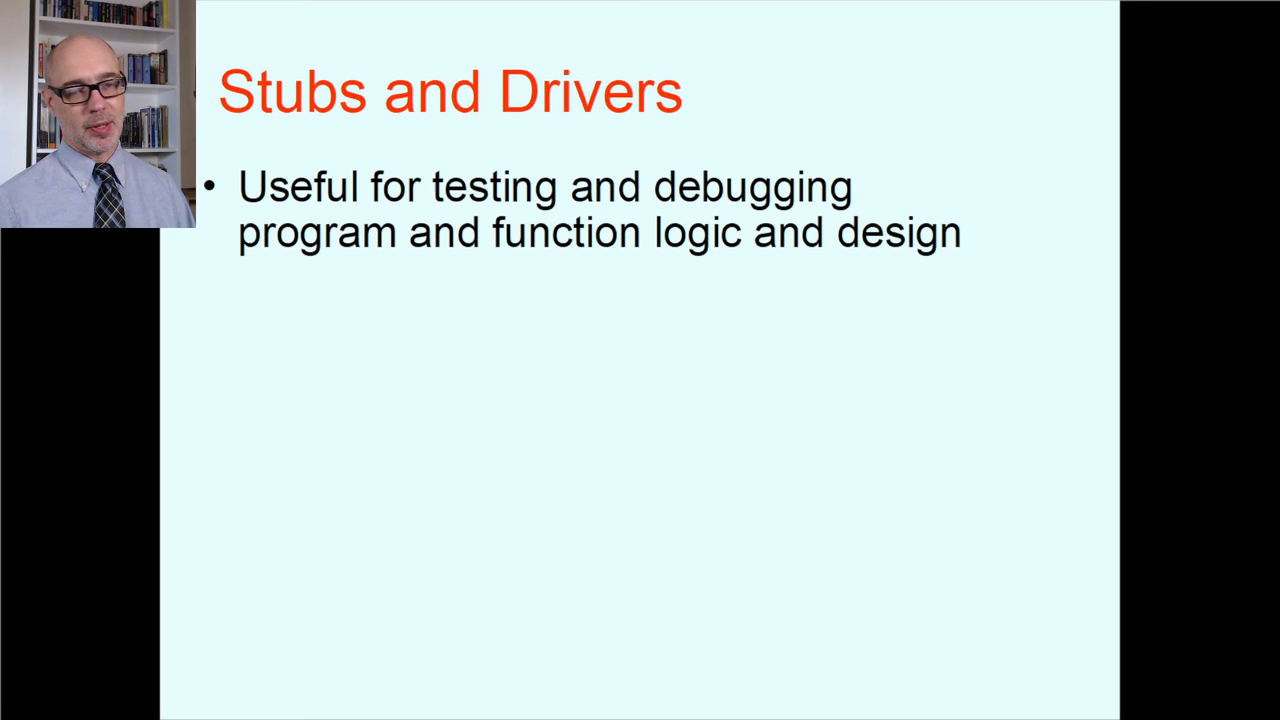 Stubs and Drivers
• Useful for testing and debugging
program and function logic and design